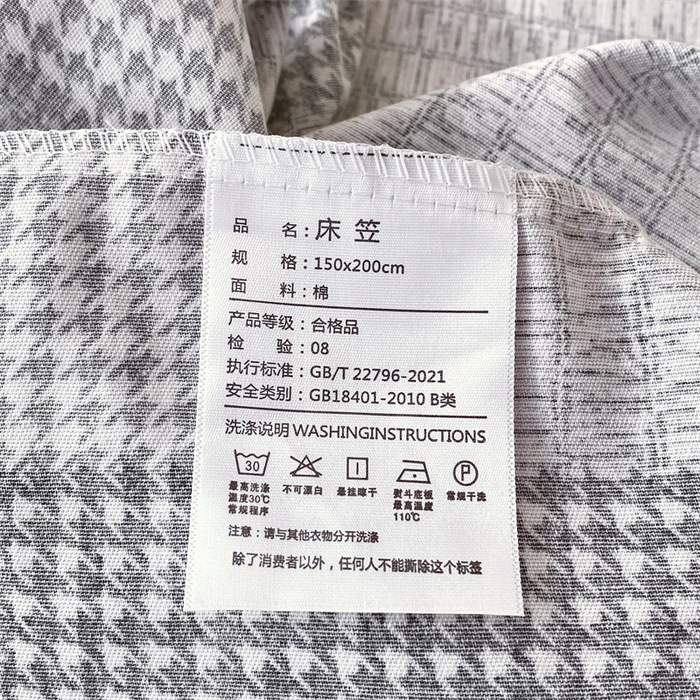 品 名：床 笠
规 格：150x200cm
面 料：棉
产品等级：合格品
检 验：08
执行标准：GB/T 22796-2021
安全类别：GB18401-2010 B类
洗涤说明 WASHINGINSTRUCTIONS
30 P
最高洗涤 不可漂白 悬挂晾干 熨斗底板 常规干洗
温度30℃ 最高温度
常规程序 110℃
注意：请与其他衣物分开洗涤
除了消费者以外，任何人不能撕除这个标签